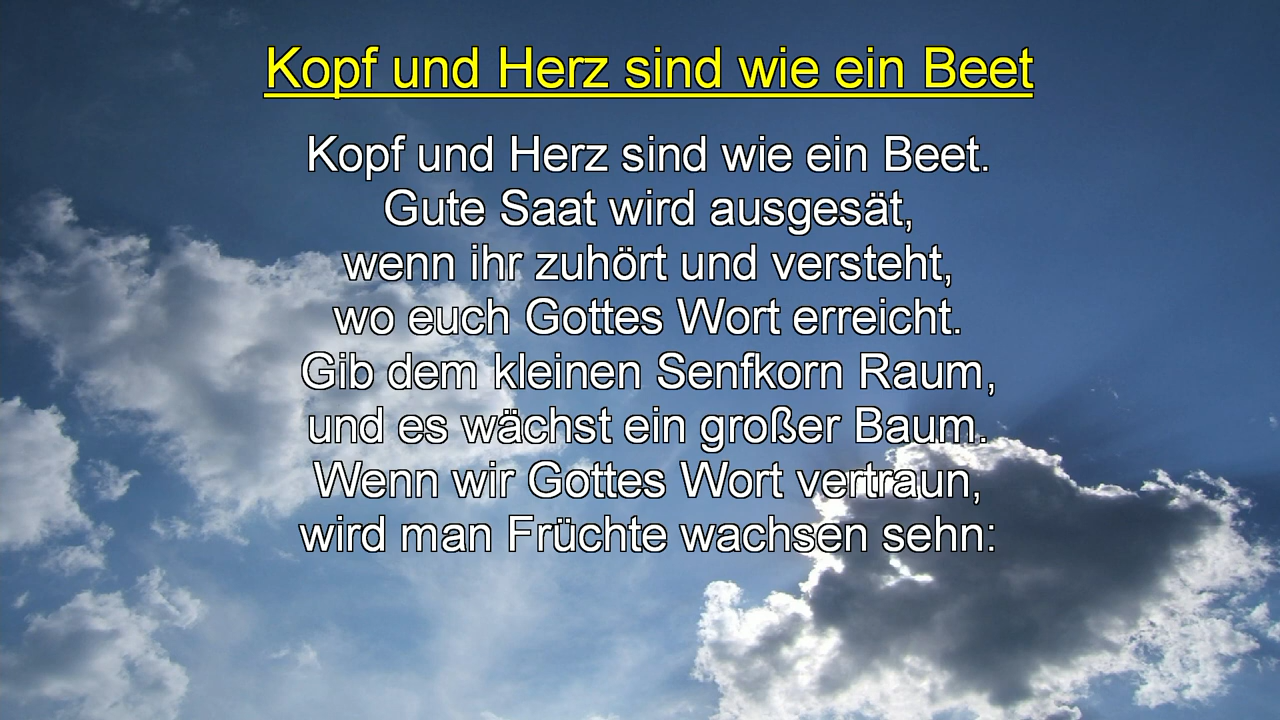 Kopf und Herz sind wie ein Beet
Kopf und Herz sind wie ein Beet.
Gute Saat wird ausgesät,
wenn ihr zuhört und versteht,
wo euch Gottes Wort erreicht.
Gib dem kleinen Senfkorn Raum,
und es wächst ein großer Baum.
Wenn wir Gottes Wort vertraun,
wird man Früchte wachsen sehn: